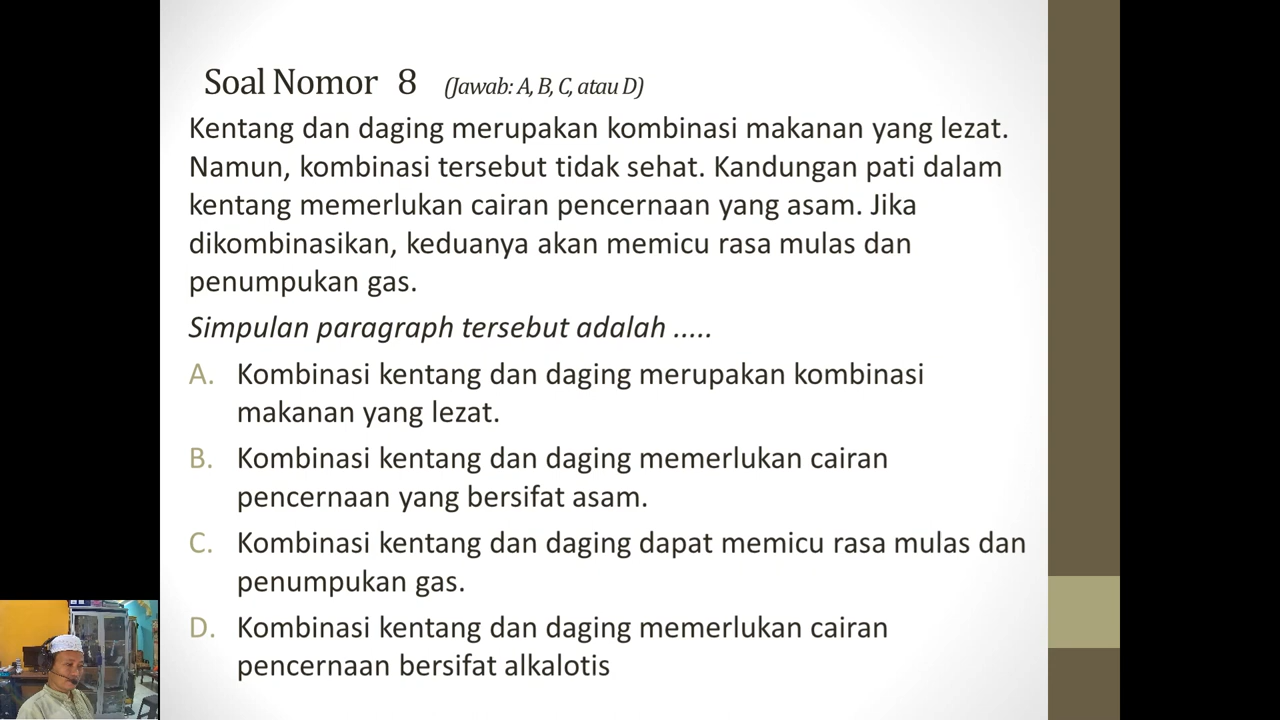 Soal Nomor 8 (Jawab: A, B, C, atau D)
Kentang dan daging merupakan kombinasi makanan yang lezat.
Namun, kombinasi tersebut tidak sehat. Kandungan pati dalam
kentang memerlukan cairan pencernaan yang asam. Jika
dikombinasikan, keduanya akan memicu rasa mulas dan
penumpukan gas.
Simpulan paragraph tersebut adalah .....
A. Kombinasi kentang dan daging merupakan kombinasi
makanan yang lezat.
B. Kombinasi kentang dan daging memerlukan cairan
pencernaan yang bersifat asam.
C. Kombinasi kentang dan daging dapat memicu rasa mulas dan
penumpukan gas.
D. Kombinasi kentang dan daging memerlukan cairan
pencernaan bersifat alkalotis